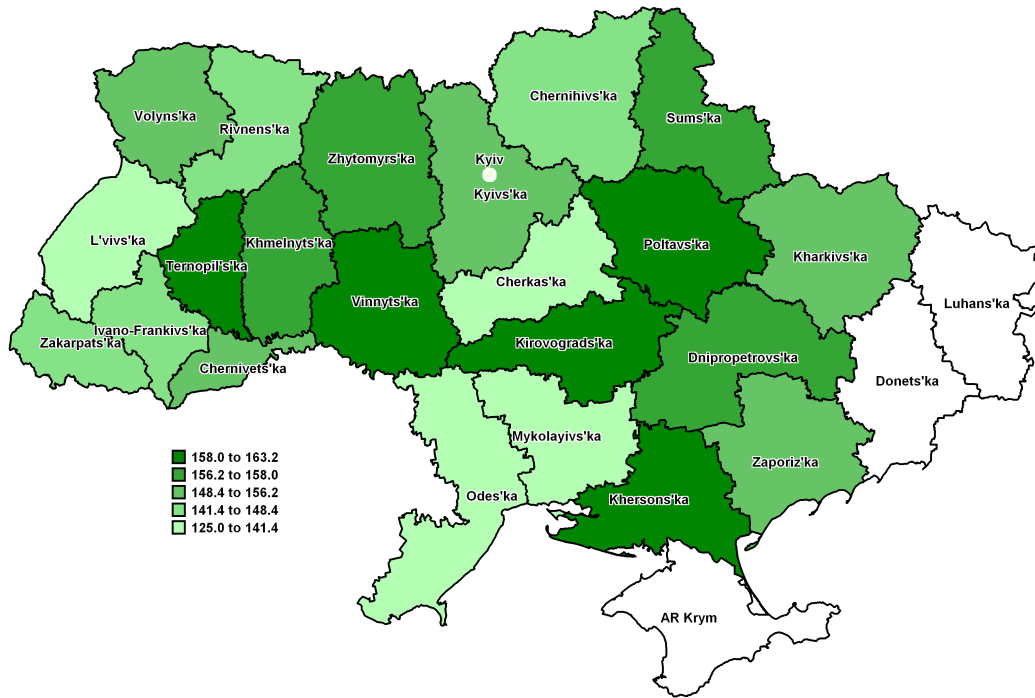 Chernihivs'ka
Volyns'ka
Sums'ka
Rivnens'ka
Zhytomyrs'ka
Kyiv
Kyivs'ka
L'vivs'ka
Khmelnyts'ka
Poltavs'ka
Kharkivs'ka
Ternopil's'ka
Cherkas'ka
Vinnyts'ka
Luhans'ka
Ivano-Frankivs'ka
Zakarpats'ka
Kirovograds'ka
Dnipropetrovs'ka
Chernivets'ka
Donets'ka
Mykolayivs'ka
Zaporiz'ka
Odes'ka
Khersons'ka
158.0 to 163.2
156.2 to 158.0
148.4 to 156.2
141.4 to 148.4
125.0 to 141.4
AR Krym